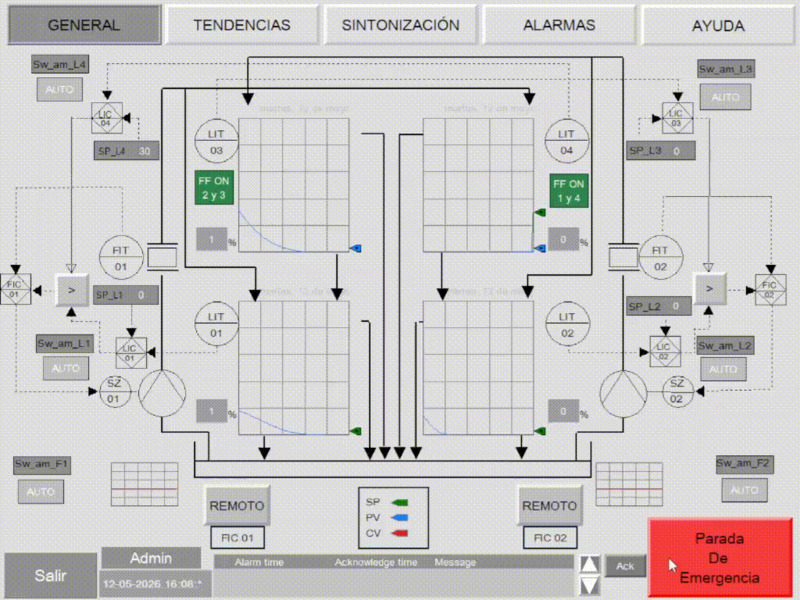 GENERAL
TENDENCIAS
SINTONIZACIÓN
ALARMAS
AYUDA
Sw_am_L4
AUTO
Sw_am_L3
AUTO
LIC
04
SP_L4 30
LIT
03
FF ON
2 y 3
1 %
LIT
04
FF ON
1 y 4
0 %
LIC
03
SP_L3 0
FIT
01
FIT
02
FIC
01
>
SP_L1 0
FIC
02
>
SP_L2 0
LIT
01
LIT
02
Sw_am_L1
AUTO
LIC
01
LIC
02
Sw_am_L2
AUTO
SZ
01
SZ
02
1 %
0 %
Sw_am_F1
AUTO
Sw_am_F2
AUTO
REMOTO
FIC 01
SP
PV
CV
REMOTO
FIC 02
Parada
De
Emergencia
Salir
Admin
12-05-2026 16:08:*
Alarm time Acknowledge time Message
Ack